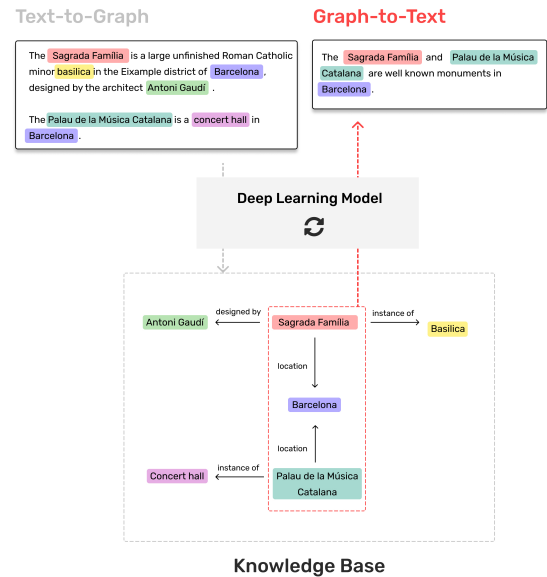 Text-to-Graph
Graph-to-Text
The Sagrada Família is a large unfinished Roman Catholic
minor basilica in the Eixample district of Barcelona ,
designed by the architect Antoni Gaudí .
The Palau de la Música Catalana is a concert hall in
Barcelona .
The Sagrada Família and Palau de la Música
Catalana are well known monuments in
Barcelona .
Deep Learning Model
Antoni Gaudí
designed by
Sagrada Família
instance of
Basilica
location
Barcelona
location
Concert hall
instance of
Palau de la Música
Catalana
Knowledge Base